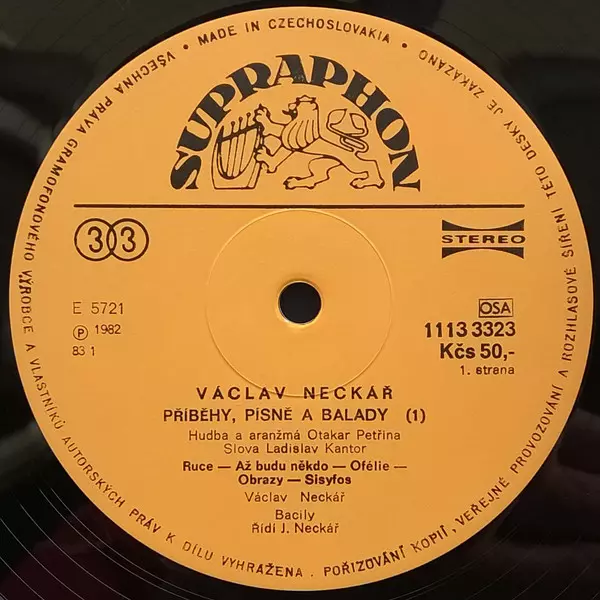 VŠECHNA PRÁVA GRAMOFONOVÉHO VÝROBCE A VLASTNÍKŮ AUTORSKÝCH PRÁV K DÍLU VYHRAŽENA. POŘIZOVÁNÍ KOPIÍ, VEŘEJNÉ PROVOZOVÁNÍ A ROZHLASOVÉ ŠÍŘENÍ TÉTO DESKY JE ZAKÁZÁNO • MADE IN CZECHOSLOVAKIA •
SUPRAPHON
33
STEREO
E 5721
Ⓟ 1982
83 1
OSA
1113 3323
Kčs 50,-
1. strana
VÁCLAV NECKÁŘ
PŘÍBĚHY, PÍSNĚ A BALADY (1)
Hudba a aranžmá Otakar Petřina
Slova Ladislav Kantor
Ruce — Až budu někdo — Ofélie —
Obrazy — Sisyfos
Václav Neckář
Bacily
Řídí J. Neckář